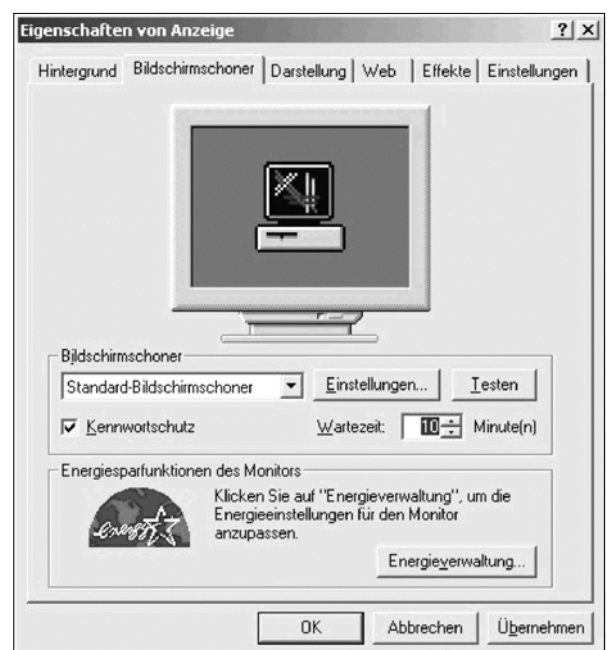 Eigenschaften von Anzeige
Hintergrund Bildschirmschoner Darstellung Web Effekte Einstellungen
Bildschirmschoner
Standard-Bildschirmschoner Einstellungen... Testen
Kennwortschutz Wartezeit: 10 Minute(n)
Energiesparfunktionen des Monitors
Klicken Sie auf "Energieverwaltung", um die
Energieeinstellungen für den Monitor
anzupassen.
energy
Energieverwaltung...
OK Abbrechen Übernehmen